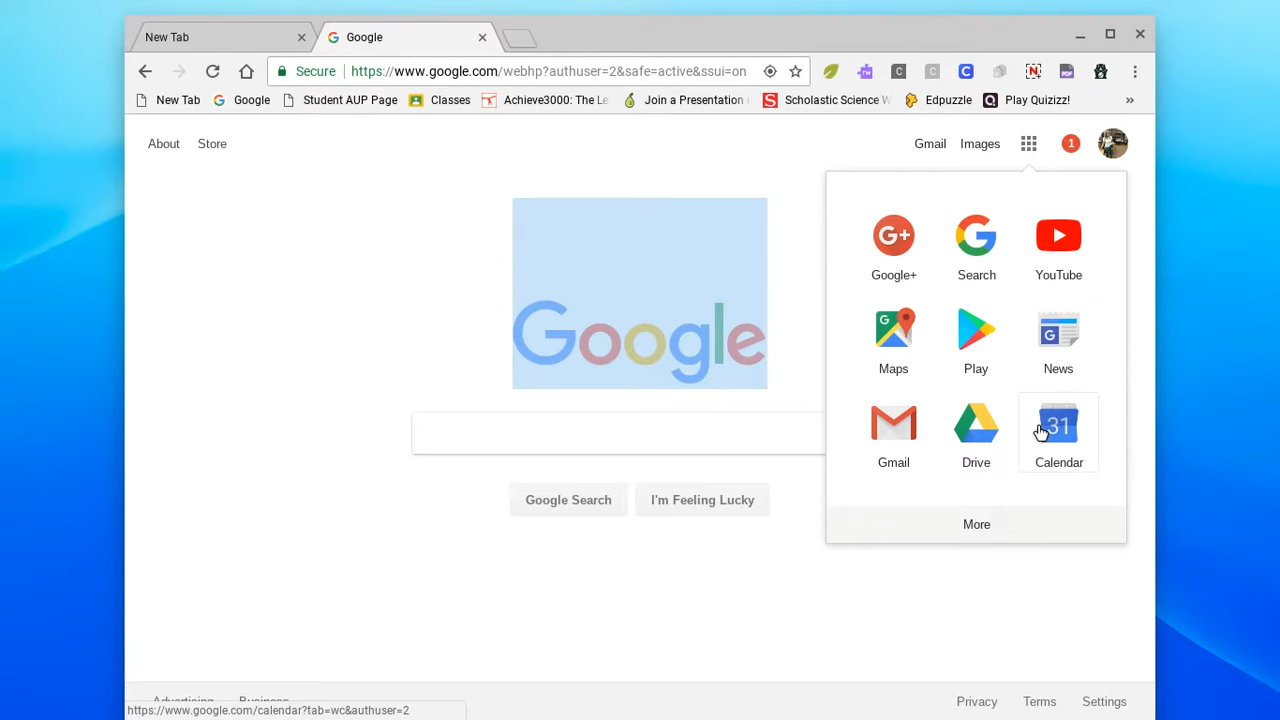 New Tab
Google
Secure https://www.google.com/webhp?authuser=2&safe=active&ssui=on
New Tab Google Student AUP Page Classes Achieve3000: The Le Join a Presentation Scholastic Science W Edpuzzle Play Quizizz! »
About Store Gmail Images 1
Google
G+ Google+
Search
YouTube
Maps
Play
News
Gmail
Drive
31 Calendar
More
Google Search I'm Feeling Lucky
Advertising Business Privacy Terms Settings
https://www.google.com/calendar?tab=wc&authuser=2